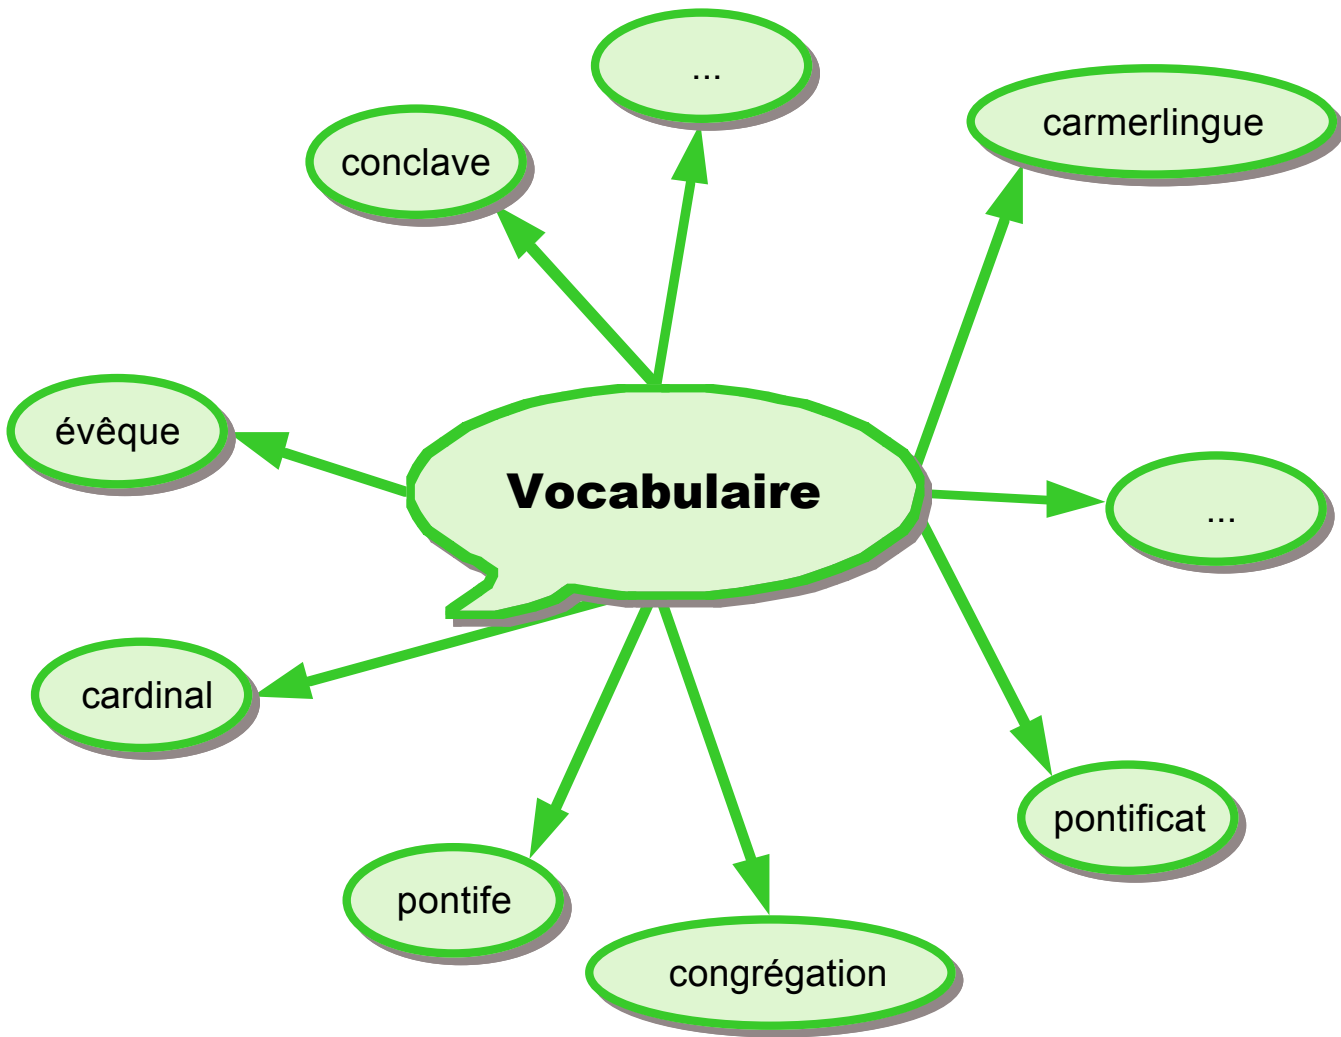 ...
carmerlingue
conclave
évêque
Vocabulaire
...
cardinal
pontificat
pontife
congrégation